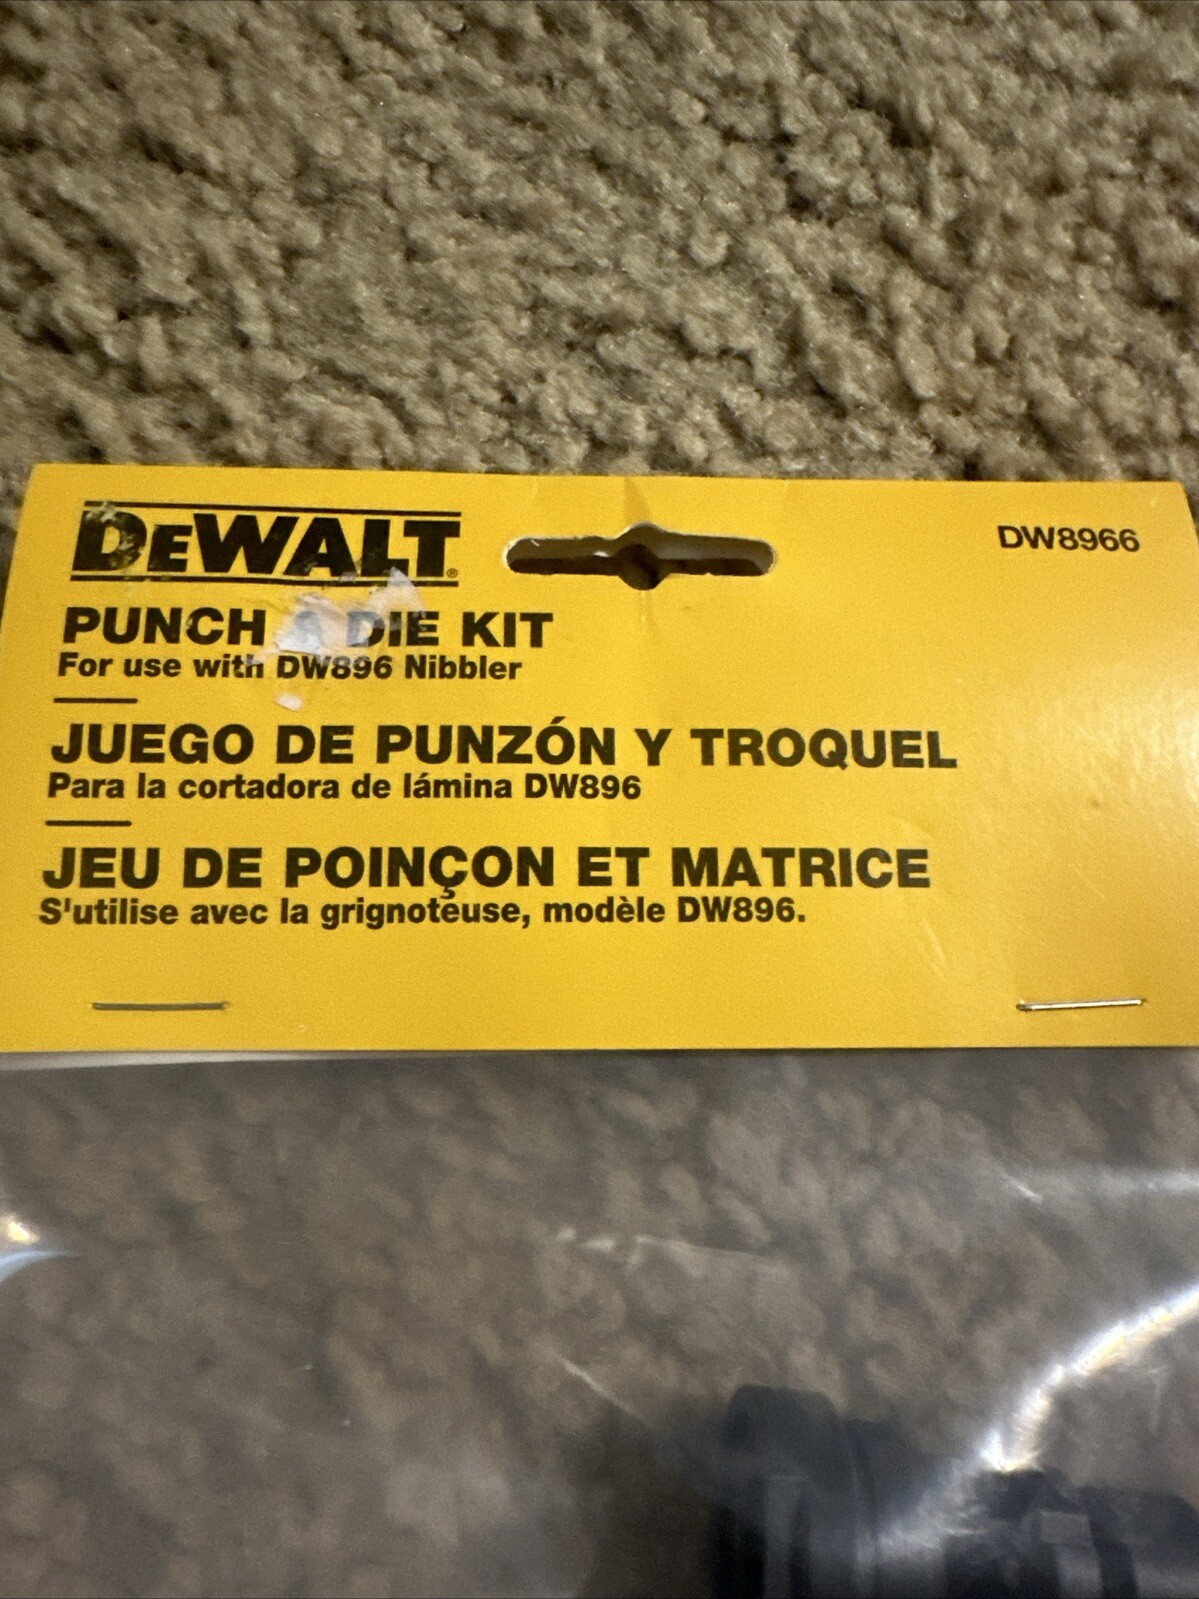 DEWALT®
DW8966
PUNCH & DIE KIT
For use with DW896 Nibbler
JUEGO DE PUNZÓN Y TROQUEL
Para la cortadora de lámina DW896
JEU DE POINÇON ET MATRICE
S'utilise avec la grignoteuse, modèle DW896.